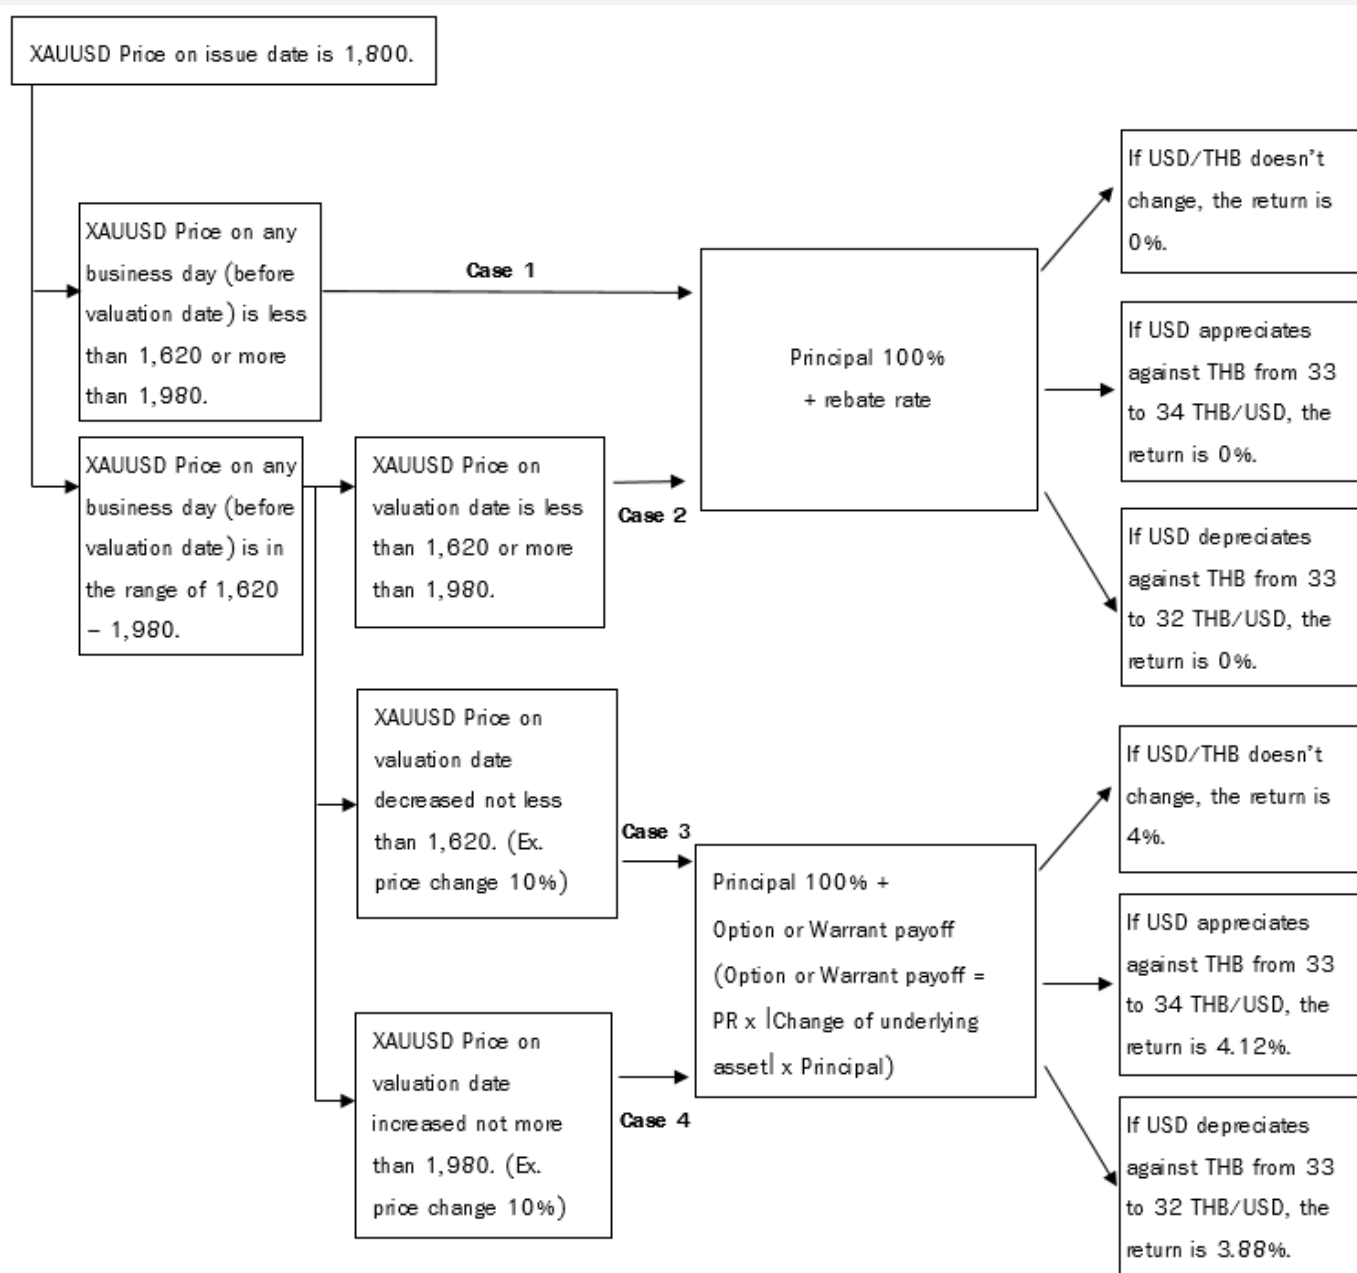 XAUUSD Price on issue date is 1,800.
XAUUSD Price on any
business day (before
valuation date) is less
than 1,620 or more
than 1,980.
Case 1
Principal 100%
+ rebate rate
If USD/THB doesn't
change, the return is
0%.
If USD appreciates
against THB from 33
to 34 THB/USD, the
return is 0%.
If USD depreciates
against THB from 33
to 32 THB/USD, the
return is 0%.
XAUUSD Price on any
business day (before
valuation date) is in
the range of 1,620
– 1,980.
XAUUSD Price on
valuation date is less
than 1,620 or more
than 1,980.
Case 2
XAUUSD Price on
valuation date
decreased not less
than 1,620. (Ex.
price change 10%)
Case 3
XAUUSD Price on
valuation date
increased not more
than 1,980. (Ex.
price change 10%)
Case 4
Principal 100% +
Option or Warrant payoff
(Option or Warrant payoff =
PR x |Change of underlying
asset| x Principal)
If USD/THB doesn't
change, the return is
4%.
If USD appreciates
against THB from 33
to 34 THB/USD, the
return is 4.12%.
If USD depreciates
against THB from 33
to 32 THB/USD, the
return is 3.88%.